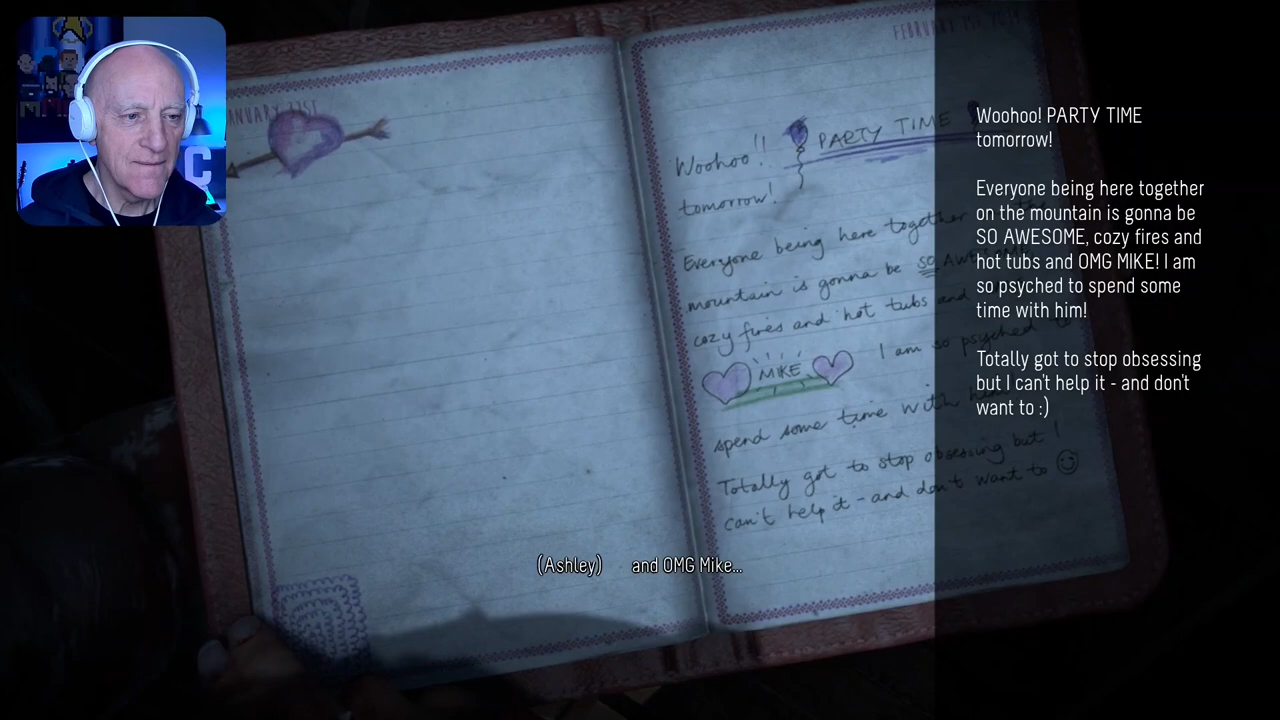 JANUARY 31ST
FEBRUARY 1ST
Woohoo!! PARTY TIME
tomorrow!
Everyone being here together
mountain is gonna be SO AWESOME
cozy fires and hot tubs and
MIKE I am so psyched to
spend some time with him
Totally got to stop obsessing but I
can't help it - and don't want to
Woohoo! PARTY TIME
tomorrow!
Everyone being here together
on the mountain is gonna be
SO AWESOME, cozy fires and
hot tubs and OMG MIKE! I am
so psyched to spend some
time with him!
Totally got to stop obsessing
but I can't help it - and don't
want to :)
(Ashley) and OMG Mike...
C